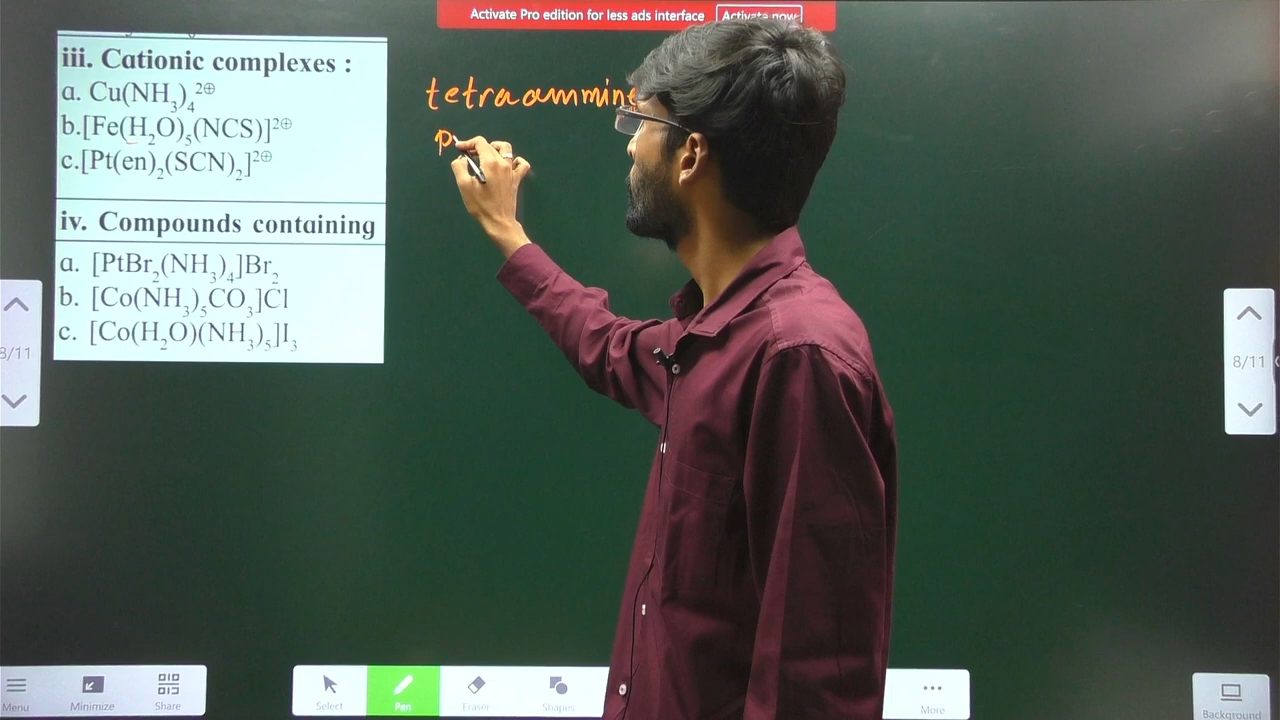 Activate Pro edition for less ads interface Activate now
iii. Cationic complexes :
a. Cu(NH₃)₄²⊕
b.[Fe(H₂O)₅(NCS)]²⊕
c.[Pt(en)₂(SCN)₂]²⊕
iv. Compounds containing
a. [PtBr₂(NH₃)₄]Br₂
b. [Co(NH₃)₅CO₃]Cl
c. [Co(H₂O)(NH₃)₅]I₃
tetraammine
p
8/11
8/11
Menu Minimize Share Select Pen Eraser Shapes More Background